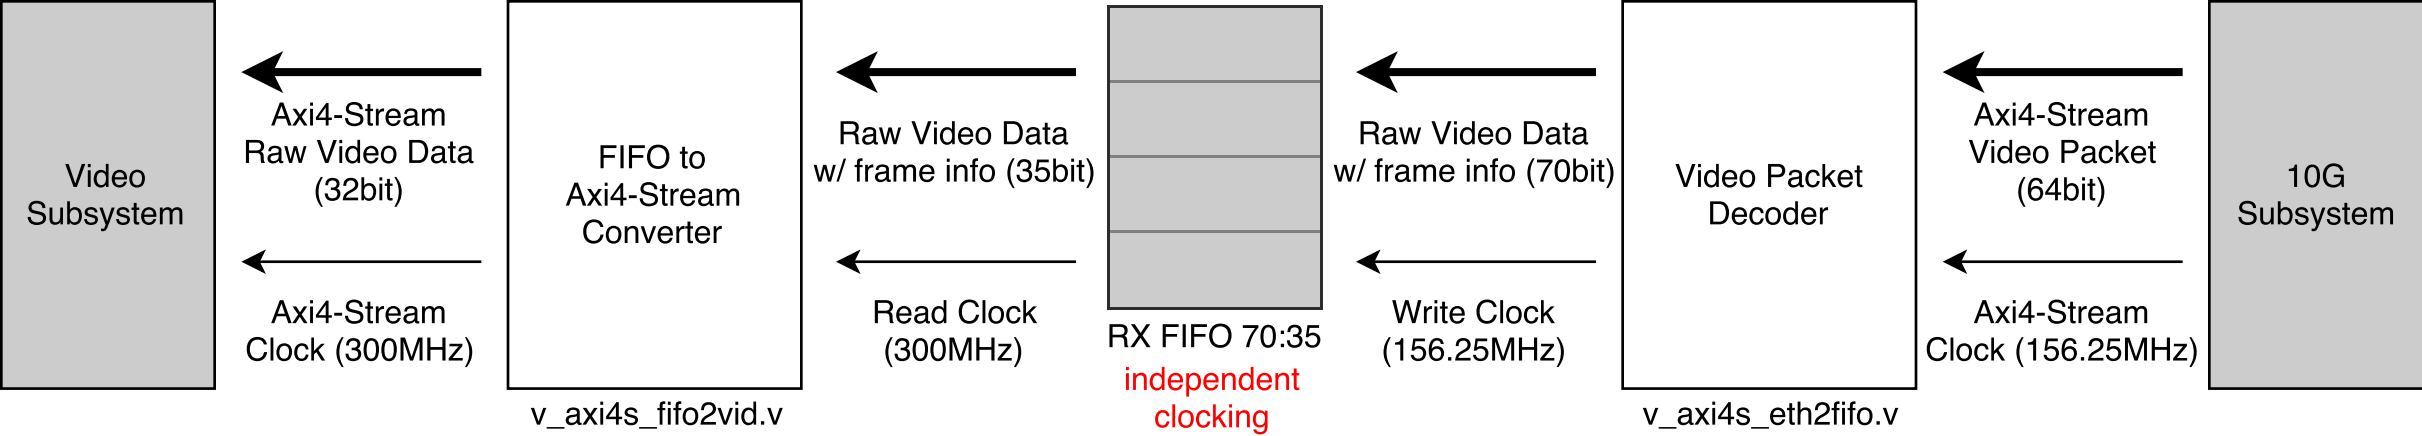 Video
Subsystem
Axi4-Stream
Raw Video Data
(32bit)
Axi4-Stream
Clock (300MHz)
FIFO to
Axi4-Stream
Converter
v_axi4s_fifo2vid.v
Raw Video Data
w/ frame info (35bit)
Read Clock
(300MHz)
RX FIFO 70:35
independent
clocking
Raw Video Data
w/ frame info (70bit)
Write Clock
(156.25MHz)
Video Packet
Decoder
v_axi4s_eth2fifo.v
Axi4-Stream
Video Packet
(64bit)
Axi4-Stream
Clock (156.25MHz)
10G
Subsystem